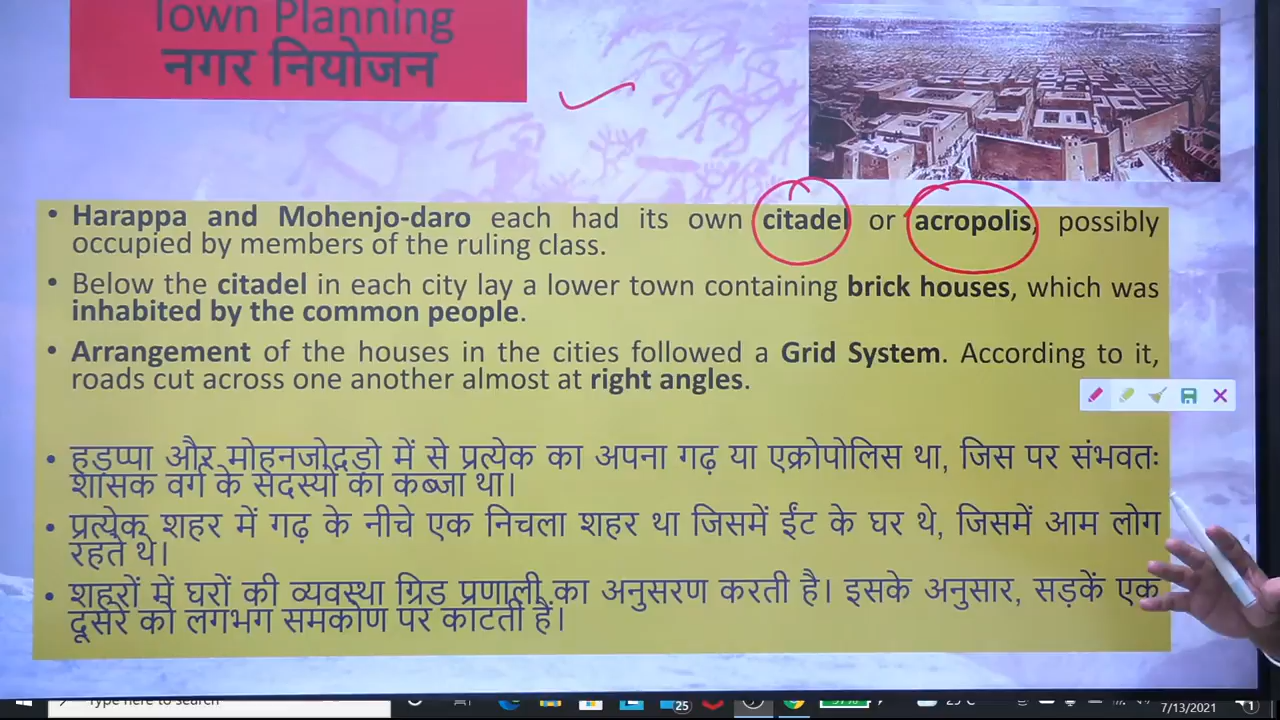 Town Planning
नगर नियोजन
• Harappa and Mohenjo-daro each had its own citadel or acropolis, possibly
occupied by members of the ruling class.
• Below the citadel in each city lay a lower town containing brick houses, which was
inhabited by the common people.
• Arrangement of the houses in the cities followed a Grid System. According to it,
roads cut across one another almost at right angles.
• हड़प्पा और मोहनजोदड़ो में से प्रत्येक का अपना गढ़ या एक्रोपोलिस था, जिस पर संभवतः
शासक वर्ग के सदस्यों का कब्जा था।
• प्रत्येक शहर में गढ़ के नीचे एक निचला शहर था जिसमें ईंट के घर थे, जिसमें आम लोग
रहते थे।
• शहरों में घरों की व्यवस्था ग्रिड प्रणाली का अनुसरण करती है। इसके अनुसार, सड़कें एक
दूसरे को लगभग समकोण पर काटती हैं।
Type here to search
25
7/13/2021
1